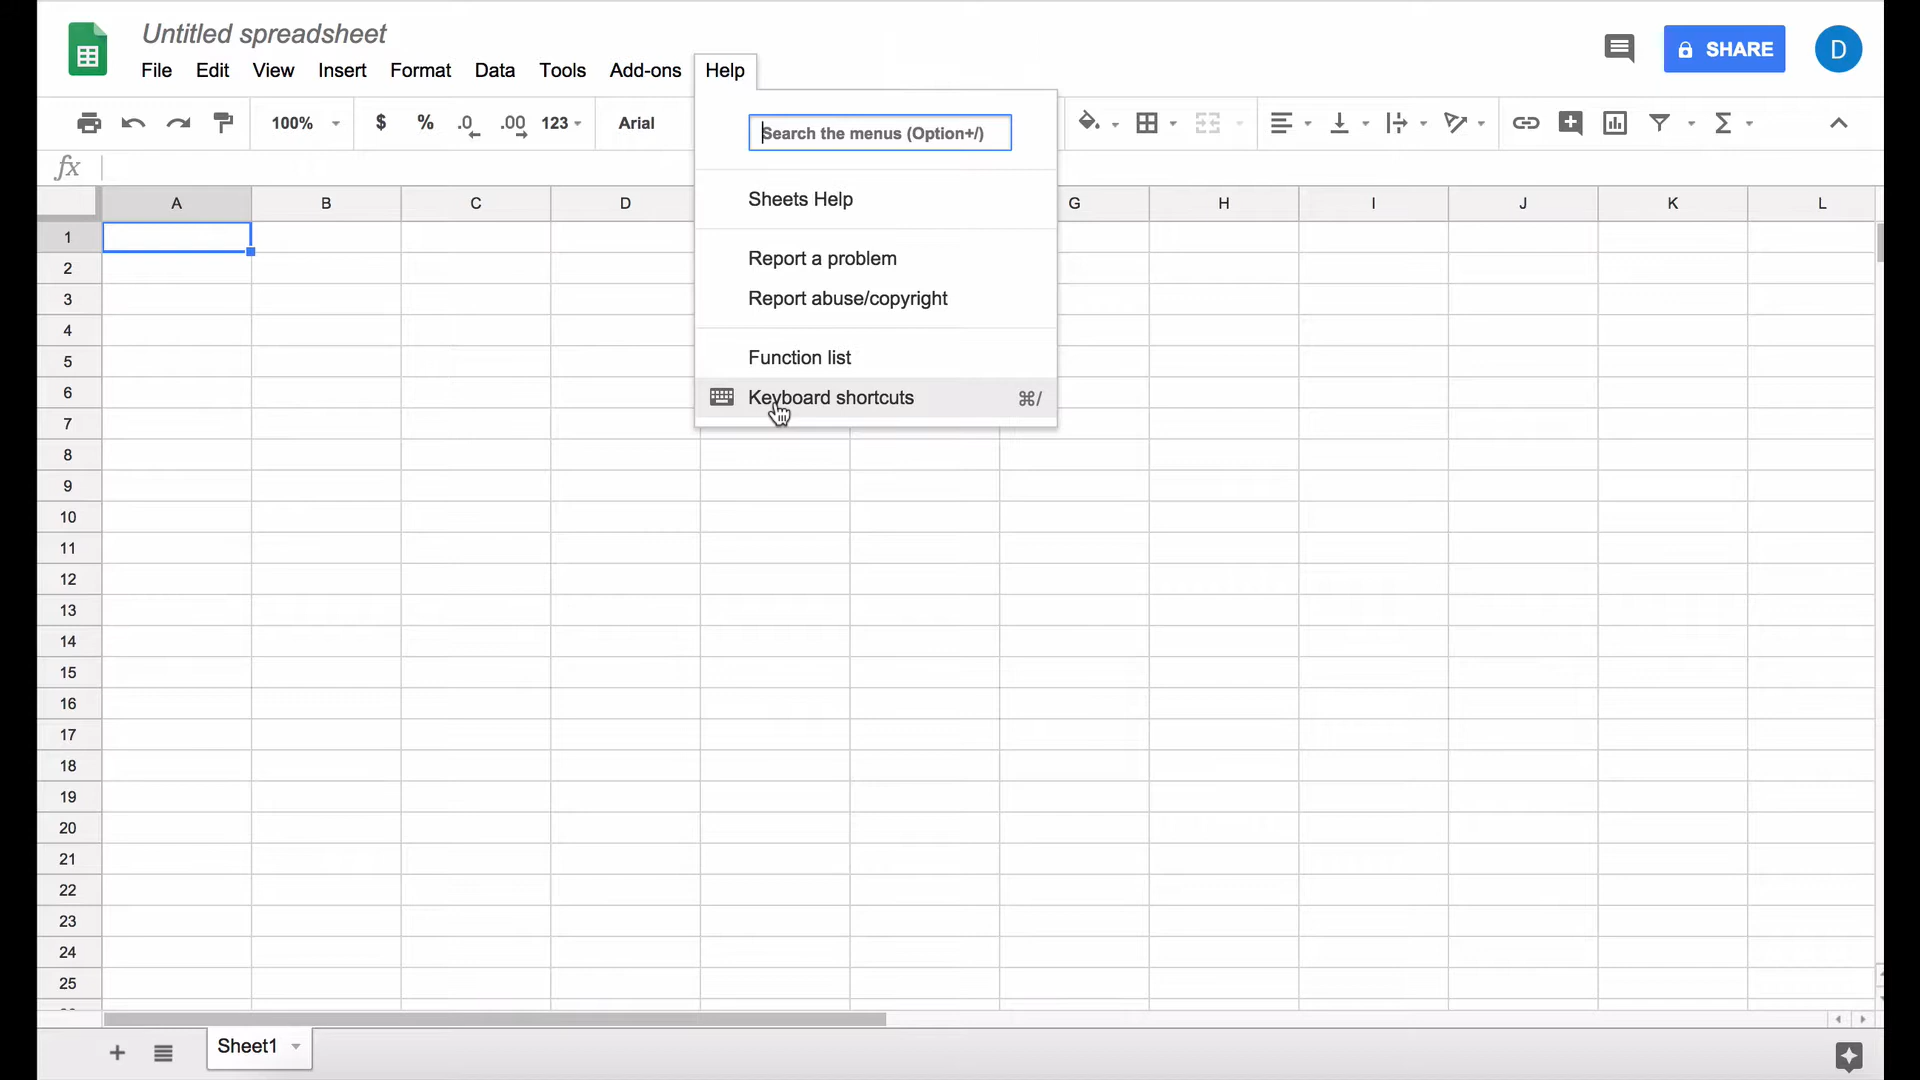 Untitled spreadsheet
File Edit View Insert Format Data Tools Add-ons Help
SHARE
D
100% $ % .0 .00 123 Arial
Search the menus (Option+/)
fx
Sheets Help
Report a problem
Report abuse/copyright
Function list
Keyboard shortcuts ⌘/
A B C D G H I J K L
1
2
3
4
5
6
7
8
9
10
11
12
13
14
15
16
17
18
19
20
21
22
23
24
25
Sheet1